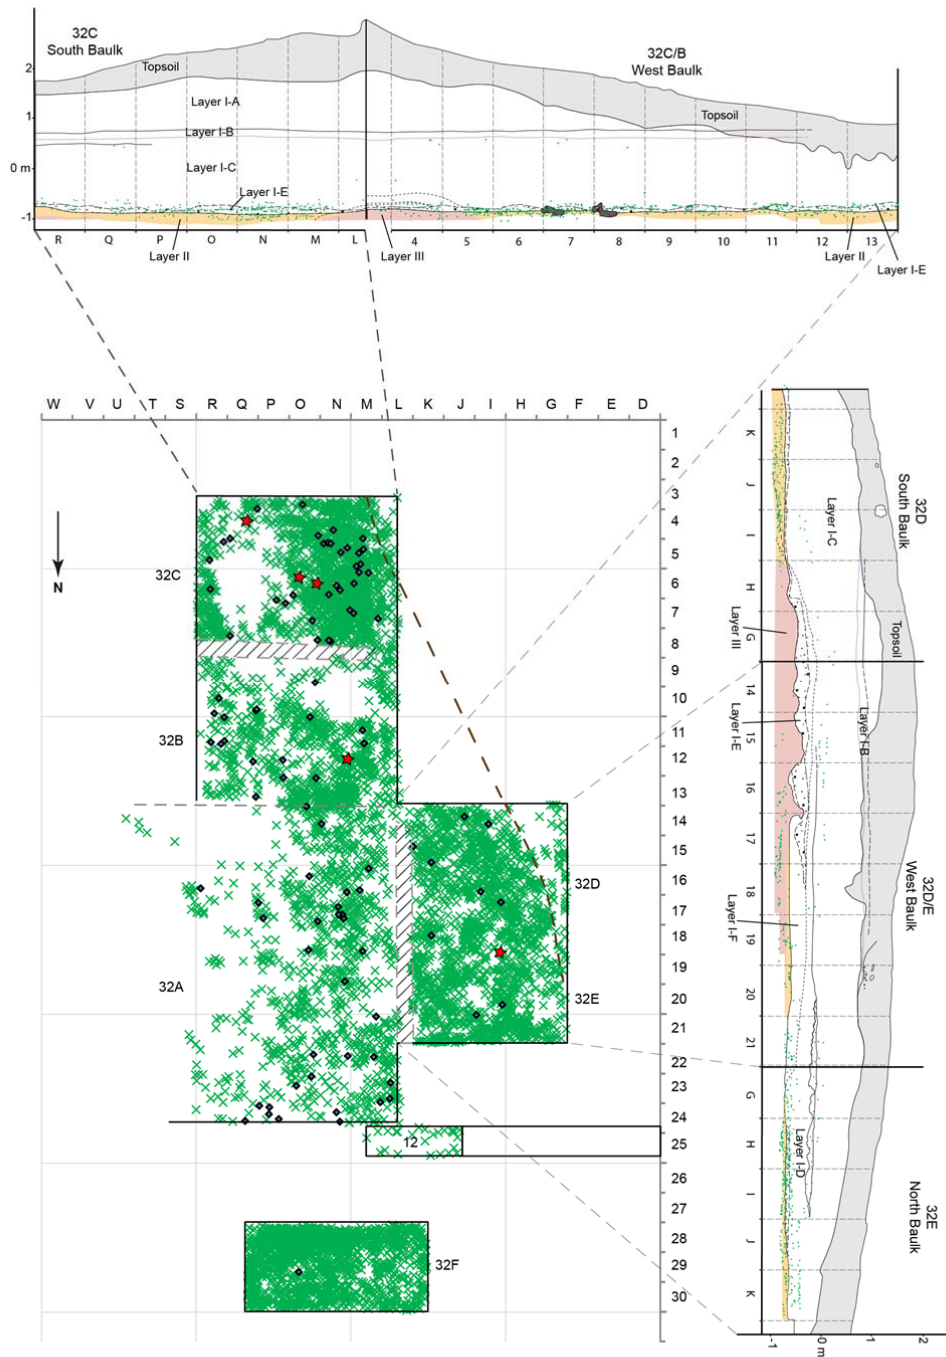 32C
South Baulk
32C/B
West Baulk
Topsoil
Topsoil
2
1
0 m
-1
Layer I-A
Layer I-B
Layer I-C
Layer I-E
R Q P O N M L 4 5 6 7 8 9 10 11 12 13
Layer II
Layer III
Layer II
Layer I-E
W V U T S R Q P O N M L K J I H G F E D
1
2
3
4
5
6
7
8
9
10
11
12
13
14
15
16
17
18
19
20
21
22
23
24
25
26
27
28
29
30
N
32C
32B
32A
32D
32E
12
32F
K
J
I
H
G
14
15
16
17
18
19
20
21
G
H
I
J
K
32D
South Baulk
Layer I-C
Layer III
Topsoil
Layer I-E
Layer I-B
32D/E
West Baulk
Layer I-F
Layer I-D
32E
North Baulk
-1
0 m
1
2